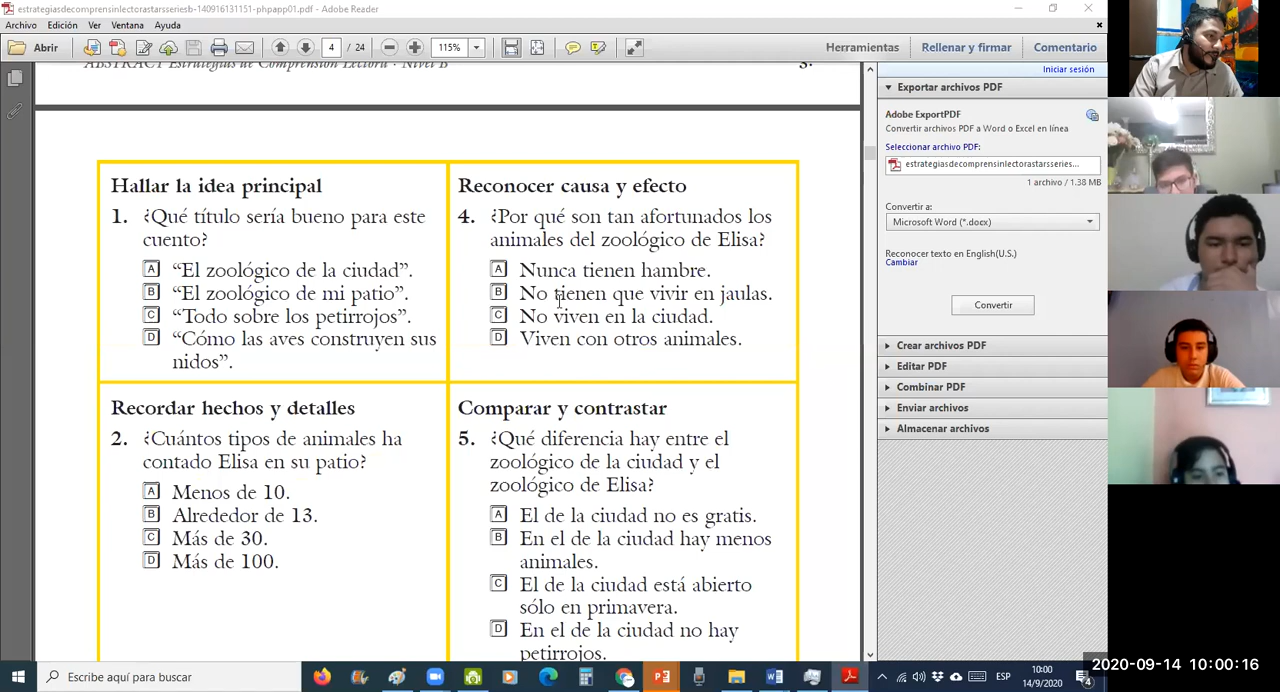 estrategiasdecomprensinlectorastarsseriesb-140916131151-phpapp01.pdf - Adobe Reader
Archivo Edición Ver Ventana Ayuda
Abrir 4 / 24 115% Herramientas Rellenar y firmar Comentario
ABSTRACT Estrategias de Comprensión Lectora · Nivel B
Hallar la idea principal
1. ¿Qué título sería bueno para este
cuento?
A “El zoológico de la ciudad”.
B “El zoológico de mi patio”.
C “Todo sobre los petirrojos”.
D “Cómo las aves construyen sus
nidos”.
Reconocer causa y efecto
4. ¿Por qué son tan afortunados los
animales del zoológico de Elisa?
A Nunca tienen hambre.
B No tienen que vivir en jaulas.
C No viven en la ciudad.
D Viven con otros animales.
Recordar hechos y detalles
2. ¿Cuántos tipos de animales ha
contado Elisa en su patio?
A Menos de 10.
B Alrededor de 13.
C Más de 30.
D Más de 100.
Comparar y contrastar
5. ¿Qué diferencia hay entre el
zoológico de la ciudad y el
zoológico de Elisa?
A El de la ciudad no es gratis.
B En el de la ciudad hay menos
animales.
C El de la ciudad está abierto
sólo en primavera.
D En el de la ciudad no hay
petirrojos.
Iniciar sesión
Exportar archivos PDF
Adobe ExportPDF
Convertir archivos PDF a Word o Excel en línea
Seleccionar archivo PDF:
estrategiasdecomprensinlectorastarsseries...
1 archivo / 1.38 MB
Convertir a:
Microsoft Word (*.docx)
Reconocer texto en English(U.S.)
Cambiar
Convertir
Crear archivos PDF
Editar PDF
Combinar PDF
Enviar archivos
Almacenar archivos
Escribe aquí para buscar
ESP
10:00
14/9/2020
4
2020-09-14 10:00:16